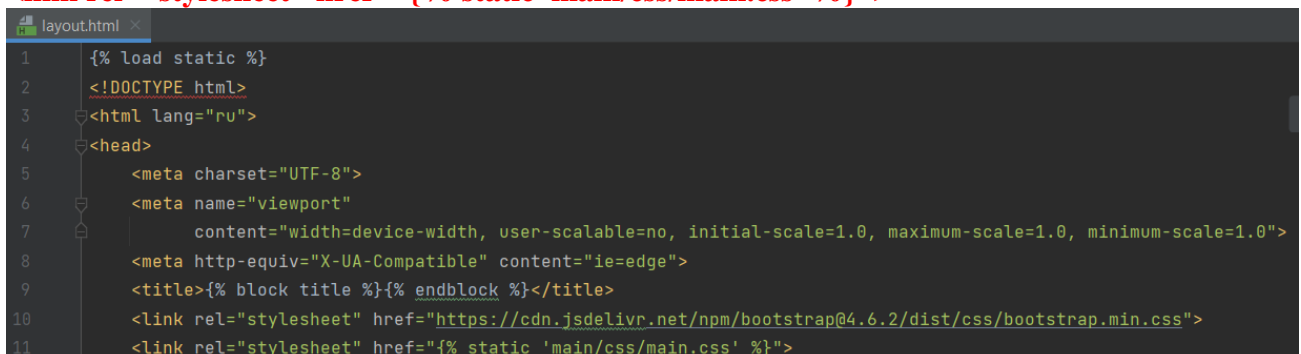 layout.html
1 {% load static %}
2 <!DOCTYPE html>
3 <html lang="ru">
4 <head>
5 <meta charset="UTF-8">
6 <meta name="viewport"
7 content="width=device-width, user-scalable=no, initial-scale=1.0, maximum-scale=1.0, minimum-scale=1.0">
8 <meta http-equiv="X-UA-Compatible" content="ie=edge">
9 <title>{% block title %}{% endblock %}</title>
10 <link rel="stylesheet" href="https://cdn.jsdelivr.net/npm/bootstrap@4.6.2/dist/css/bootstrap.min.css">
11 <link rel="stylesheet" href="{% static 'main/css/main.css' %}">